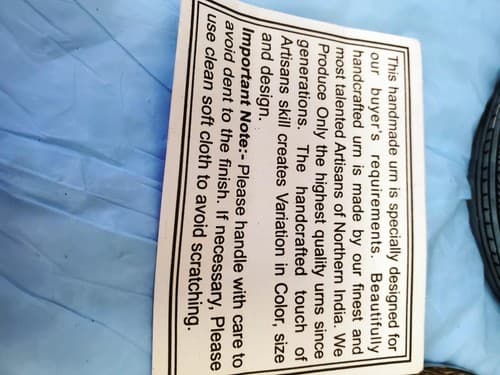 This handmade urn is specially designed for
our buyer's requirements. Beautifully
handcrafted urn is made by our finest and
most talented Artisans of Northern India. We
Produce Only the highest quality urns since
generations. The handcrafted touch of
Artisans skill creates Variation in Color, size
and design.
Important Note:- Please handle with care to
avoid dent to the finish. If necessary, Please
use clean soft cloth to avoid scratching.